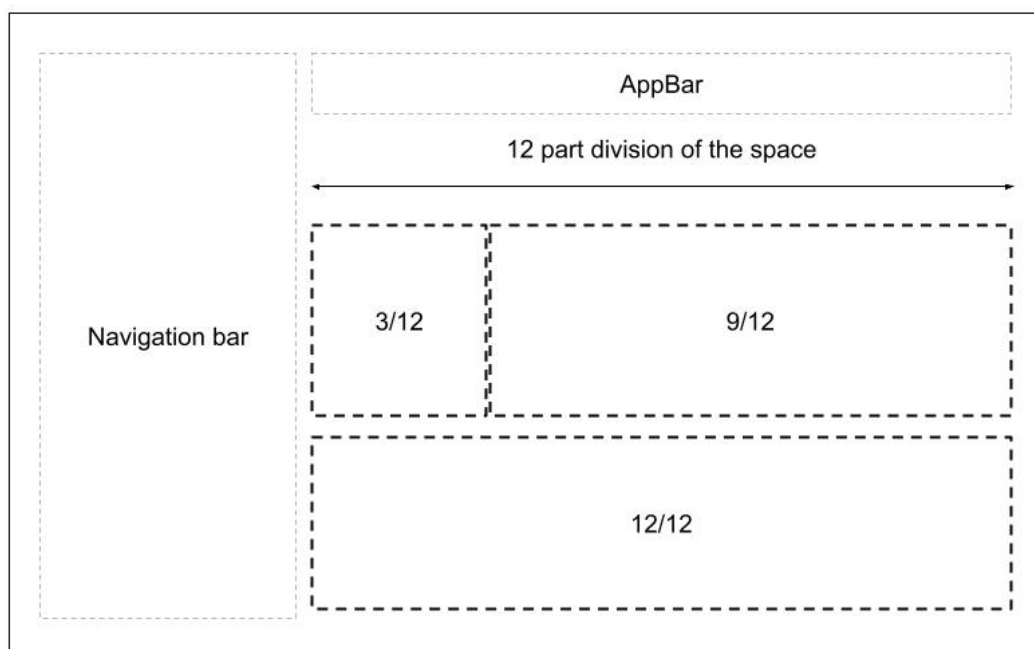 AppBar
12 part division of the space
Navigation bar
3/12
9/12
12/12